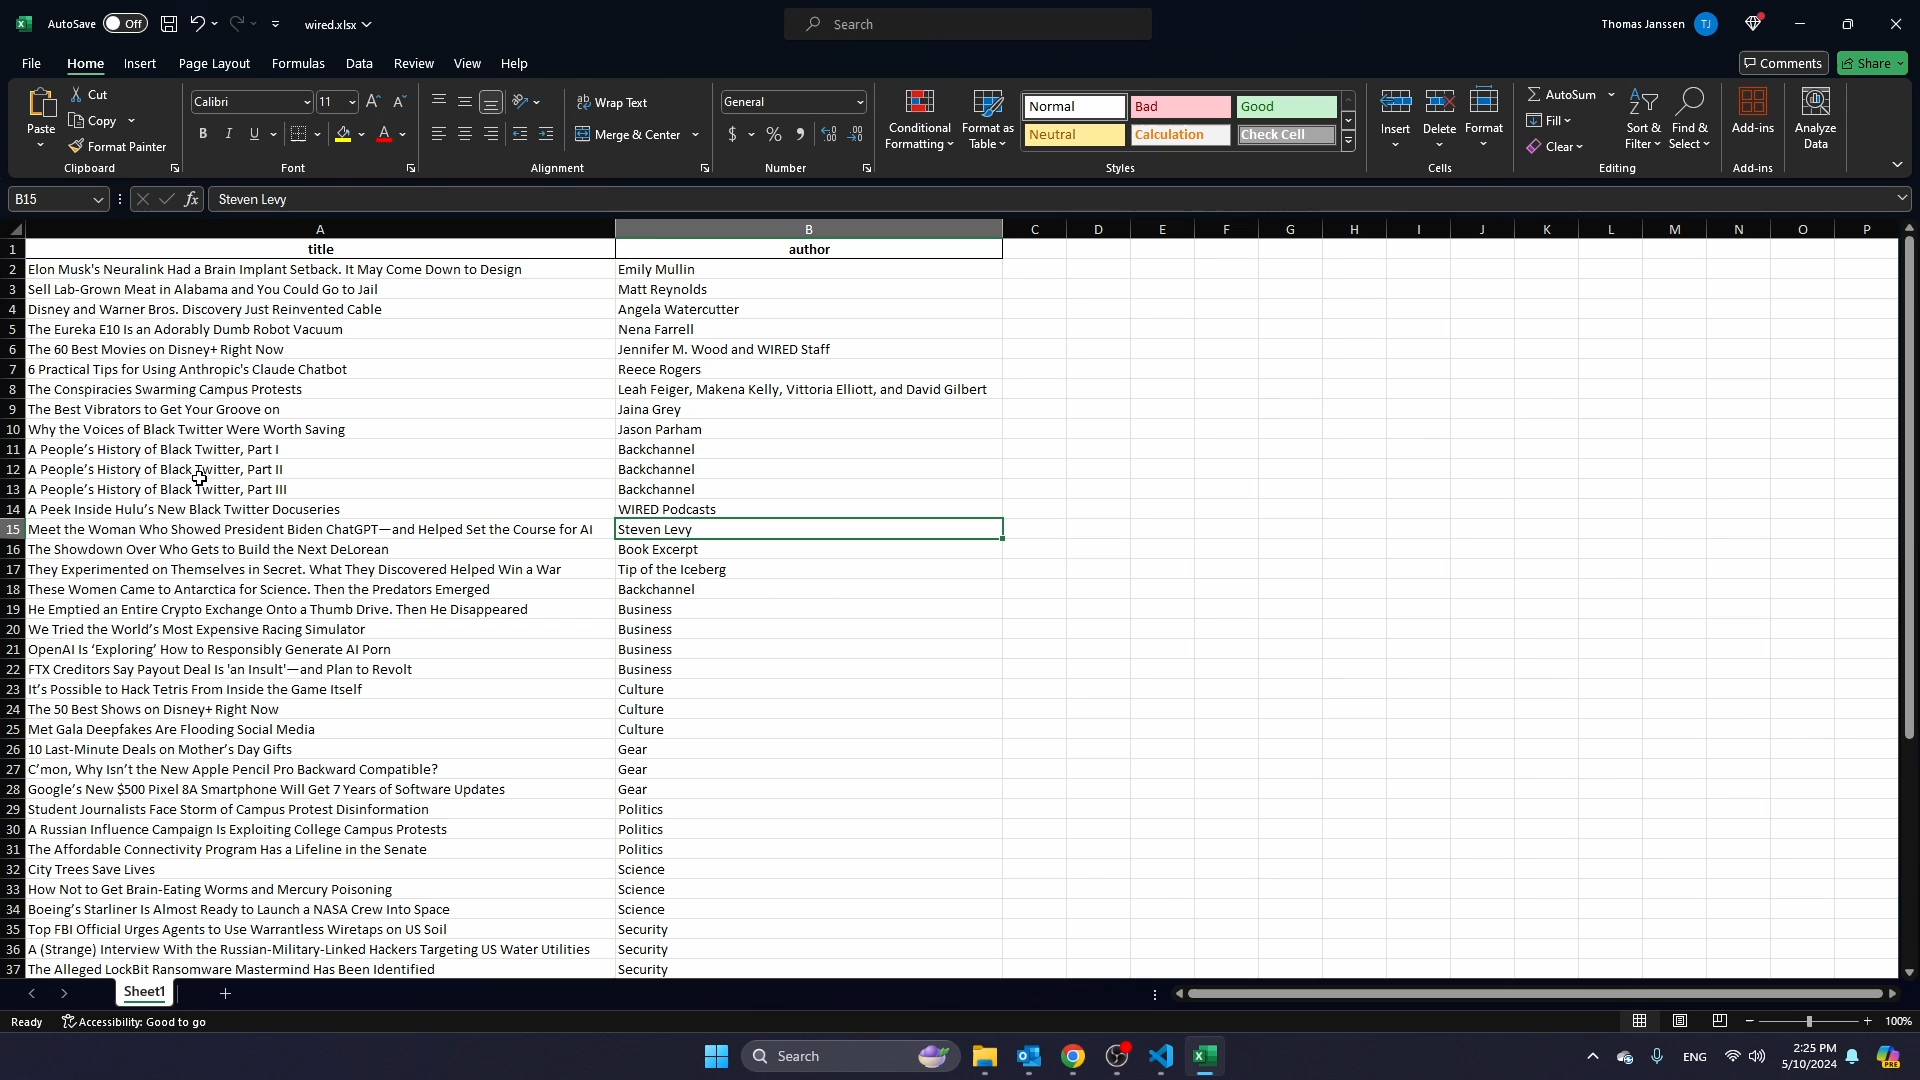 AutoSave Off wired.xlsx Search Thomas Janssen TJ
File Home Insert Page Layout Formulas Data Review View Help Comments Share
Paste Cut Copy Format Painter Clipboard
Calibri 11 B I U A Font
Wrap Text Merge & Center Alignment
General $ % , Number
Conditional Formatting Format as Table Normal Bad Good Neutral Calculation Check Cell Styles
Insert Delete Format Cells
AutoSum Fill Clear Sort & Filter Find & Select Editing
Add-ins Add-ins Analyze Data
B15 fx Steven Levy
A B C D E F G H I J K L M N O P
1 title author
2 Elon Musk's Neuralink Had a Brain Implant Setback. It May Come Down to Design Emily Mullin
3 Sell Lab-Grown Meat in Alabama and You Could Go to Jail Matt Reynolds
4 Disney and Warner Bros. Discovery Just Reinvented Cable Angela Watercutter
5 The Eureka E10 Is an Adorably Dumb Robot Vacuum Nena Farrell
6 The 60 Best Movies on Disney+ Right Now Jennifer M. Wood and WIRED Staff
7 6 Practical Tips for Using Anthropic's Claude Chatbot Reece Rogers
8 The Conspiracies Swarming Campus Protests Leah Feiger, Makena Kelly, Vittoria Elliott, and David Gilbert
9 The Best Vibrators to Get Your Groove on Jaina Grey
10 Why the Voices of Black Twitter Were Worth Saving Jason Parham
11 A People’s History of Black Twitter, Part I Backchannel
12 A People’s History of Black Twitter, Part II Backchannel
13 A People’s History of Black Twitter, Part III Backchannel
14 A Peek Inside Hulu’s New Black Twitter Docuseries WIRED Podcasts
15 Meet the Woman Who Showed President Biden ChatGPT—and Helped Set the Course for AI Steven Levy
16 The Showdown Over Who Gets to Build the Next DeLorean Book Excerpt
17 They Experimented on Themselves in Secret. What They Discovered Helped Win a War Tip of the Iceberg
18 These Women Came to Antarctica for Science. Then the Predators Emerged Backchannel
19 He Emptied an Entire Crypto Exchange Onto a Thumb Drive. Then He Disappeared Business
20 We Tried the World’s Most Expensive Racing Simulator Business
21 OpenAI Is ‘Exploring’ How to Responsibly Generate AI Porn Business
22 FTX Creditors Say Payout Deal Is 'an Insult'—and Plan to Revolt Business
23 It’s Possible to Hack Tetris From Inside the Game Itself Culture
24 The 50 Best Shows on Disney+ Right Now Culture
25 Met Gala Deepfakes Are Flooding Social Media Culture
26 10 Last-Minute Deals on Mother’s Day Gifts Gear
27 C’mon, Why Isn’t the New Apple Pencil Pro Backward Compatible? Gear
28 Google’s New $500 Pixel 8A Smartphone Will Get 7 Years of Software Updates Gear
29 Student Journalists Face Storm of Campus Protest Disinformation Politics
30 A Russian Influence Campaign Is Exploiting College Campus Protests Politics
31 The Affordable Connectivity Program Has a Lifeline in the Senate Politics
32 City Trees Save Lives Science
33 How Not to Get Brain-Eating Worms and Mercury Poisoning Science
34 Boeing’s Starliner Is Almost Ready to Launch a NASA Crew Into Space Science
35 Top FBI Official Urges Agents to Use Warrantless Wiretaps on US Soil Security
36 A (Strange) Interview With the Russian-Military-Linked Hackers Targeting US Water Utilities Security
37 The Alleged LockBit Ransomware Mastermind Has Been Identified Security
Sheet1
Ready Accessibility: Good to go 100%
Search ENG 2:25 PM
5/10/2024